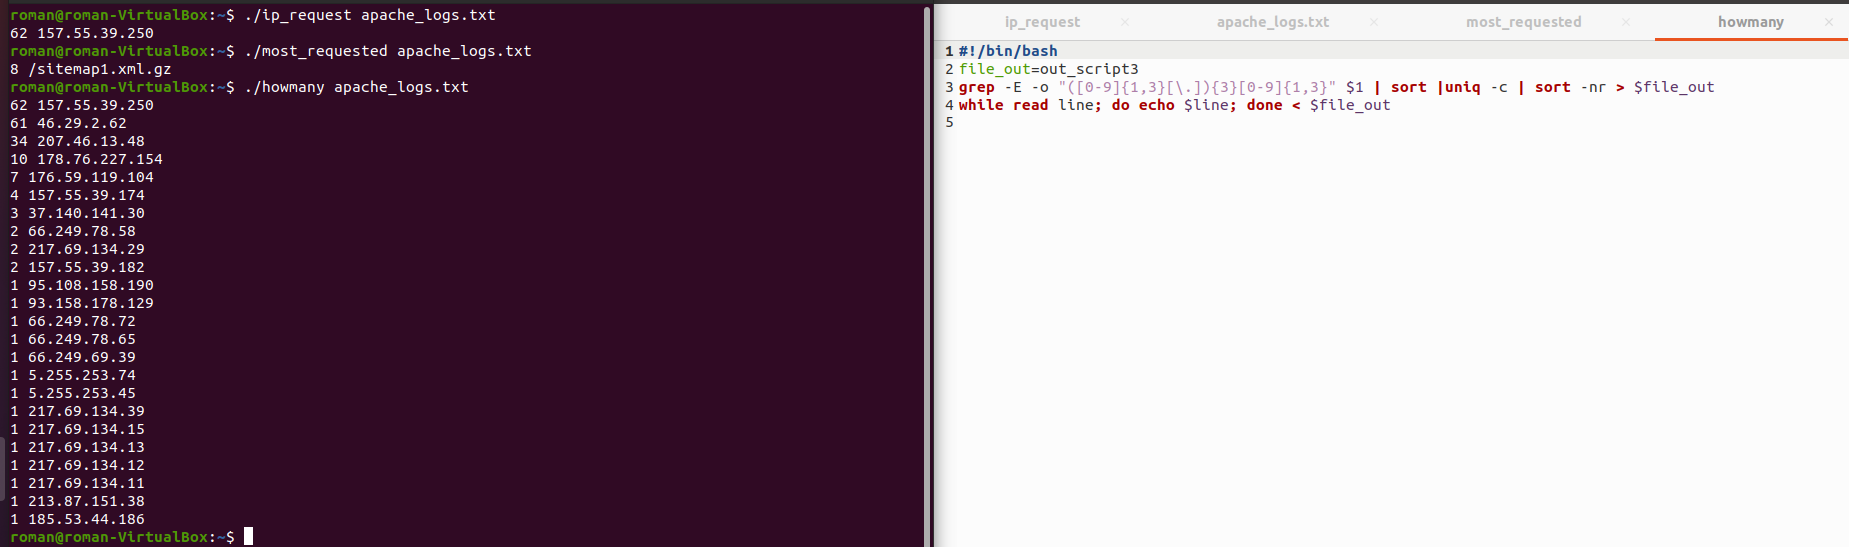 roman@roman-VirtualBox:~$ ./ip_request apache_logs.txt
62 157.55.39.250
roman@roman-VirtualBox:~$ ./most_requested apache_logs.txt
8 /sitemap1.xml.gz
roman@roman-VirtualBox:~$ ./howmany apache_logs.txt
62 157.55.39.250
61 46.29.2.62
34 207.46.13.48
10 178.76.227.154
7 176.59.119.104
4 157.55.39.174
3 37.140.141.30
2 66.249.78.58
2 217.69.134.29
2 157.55.39.182
1 95.108.158.190
1 93.158.178.129
1 66.249.78.72
1 66.249.78.65
1 66.249.69.39
1 5.255.253.74
1 5.255.253.45
1 217.69.134.39
1 217.69.134.15
1 217.69.134.13
1 217.69.134.12
1 217.69.134.11
1 213.87.151.38
1 185.53.44.186
roman@roman-VirtualBox:~$
ip_request × apache_logs.txt × most_requested × howmany ×
1 #!/bin/bash
2 file_out=out_script3
3 grep -E -o "([0-9]{1,3}[\.]){3}[0-9]{1,3}" $1 | sort |uniq -c | sort -nr > $file_out
4 while read line; do echo $line; done < $file_out
5